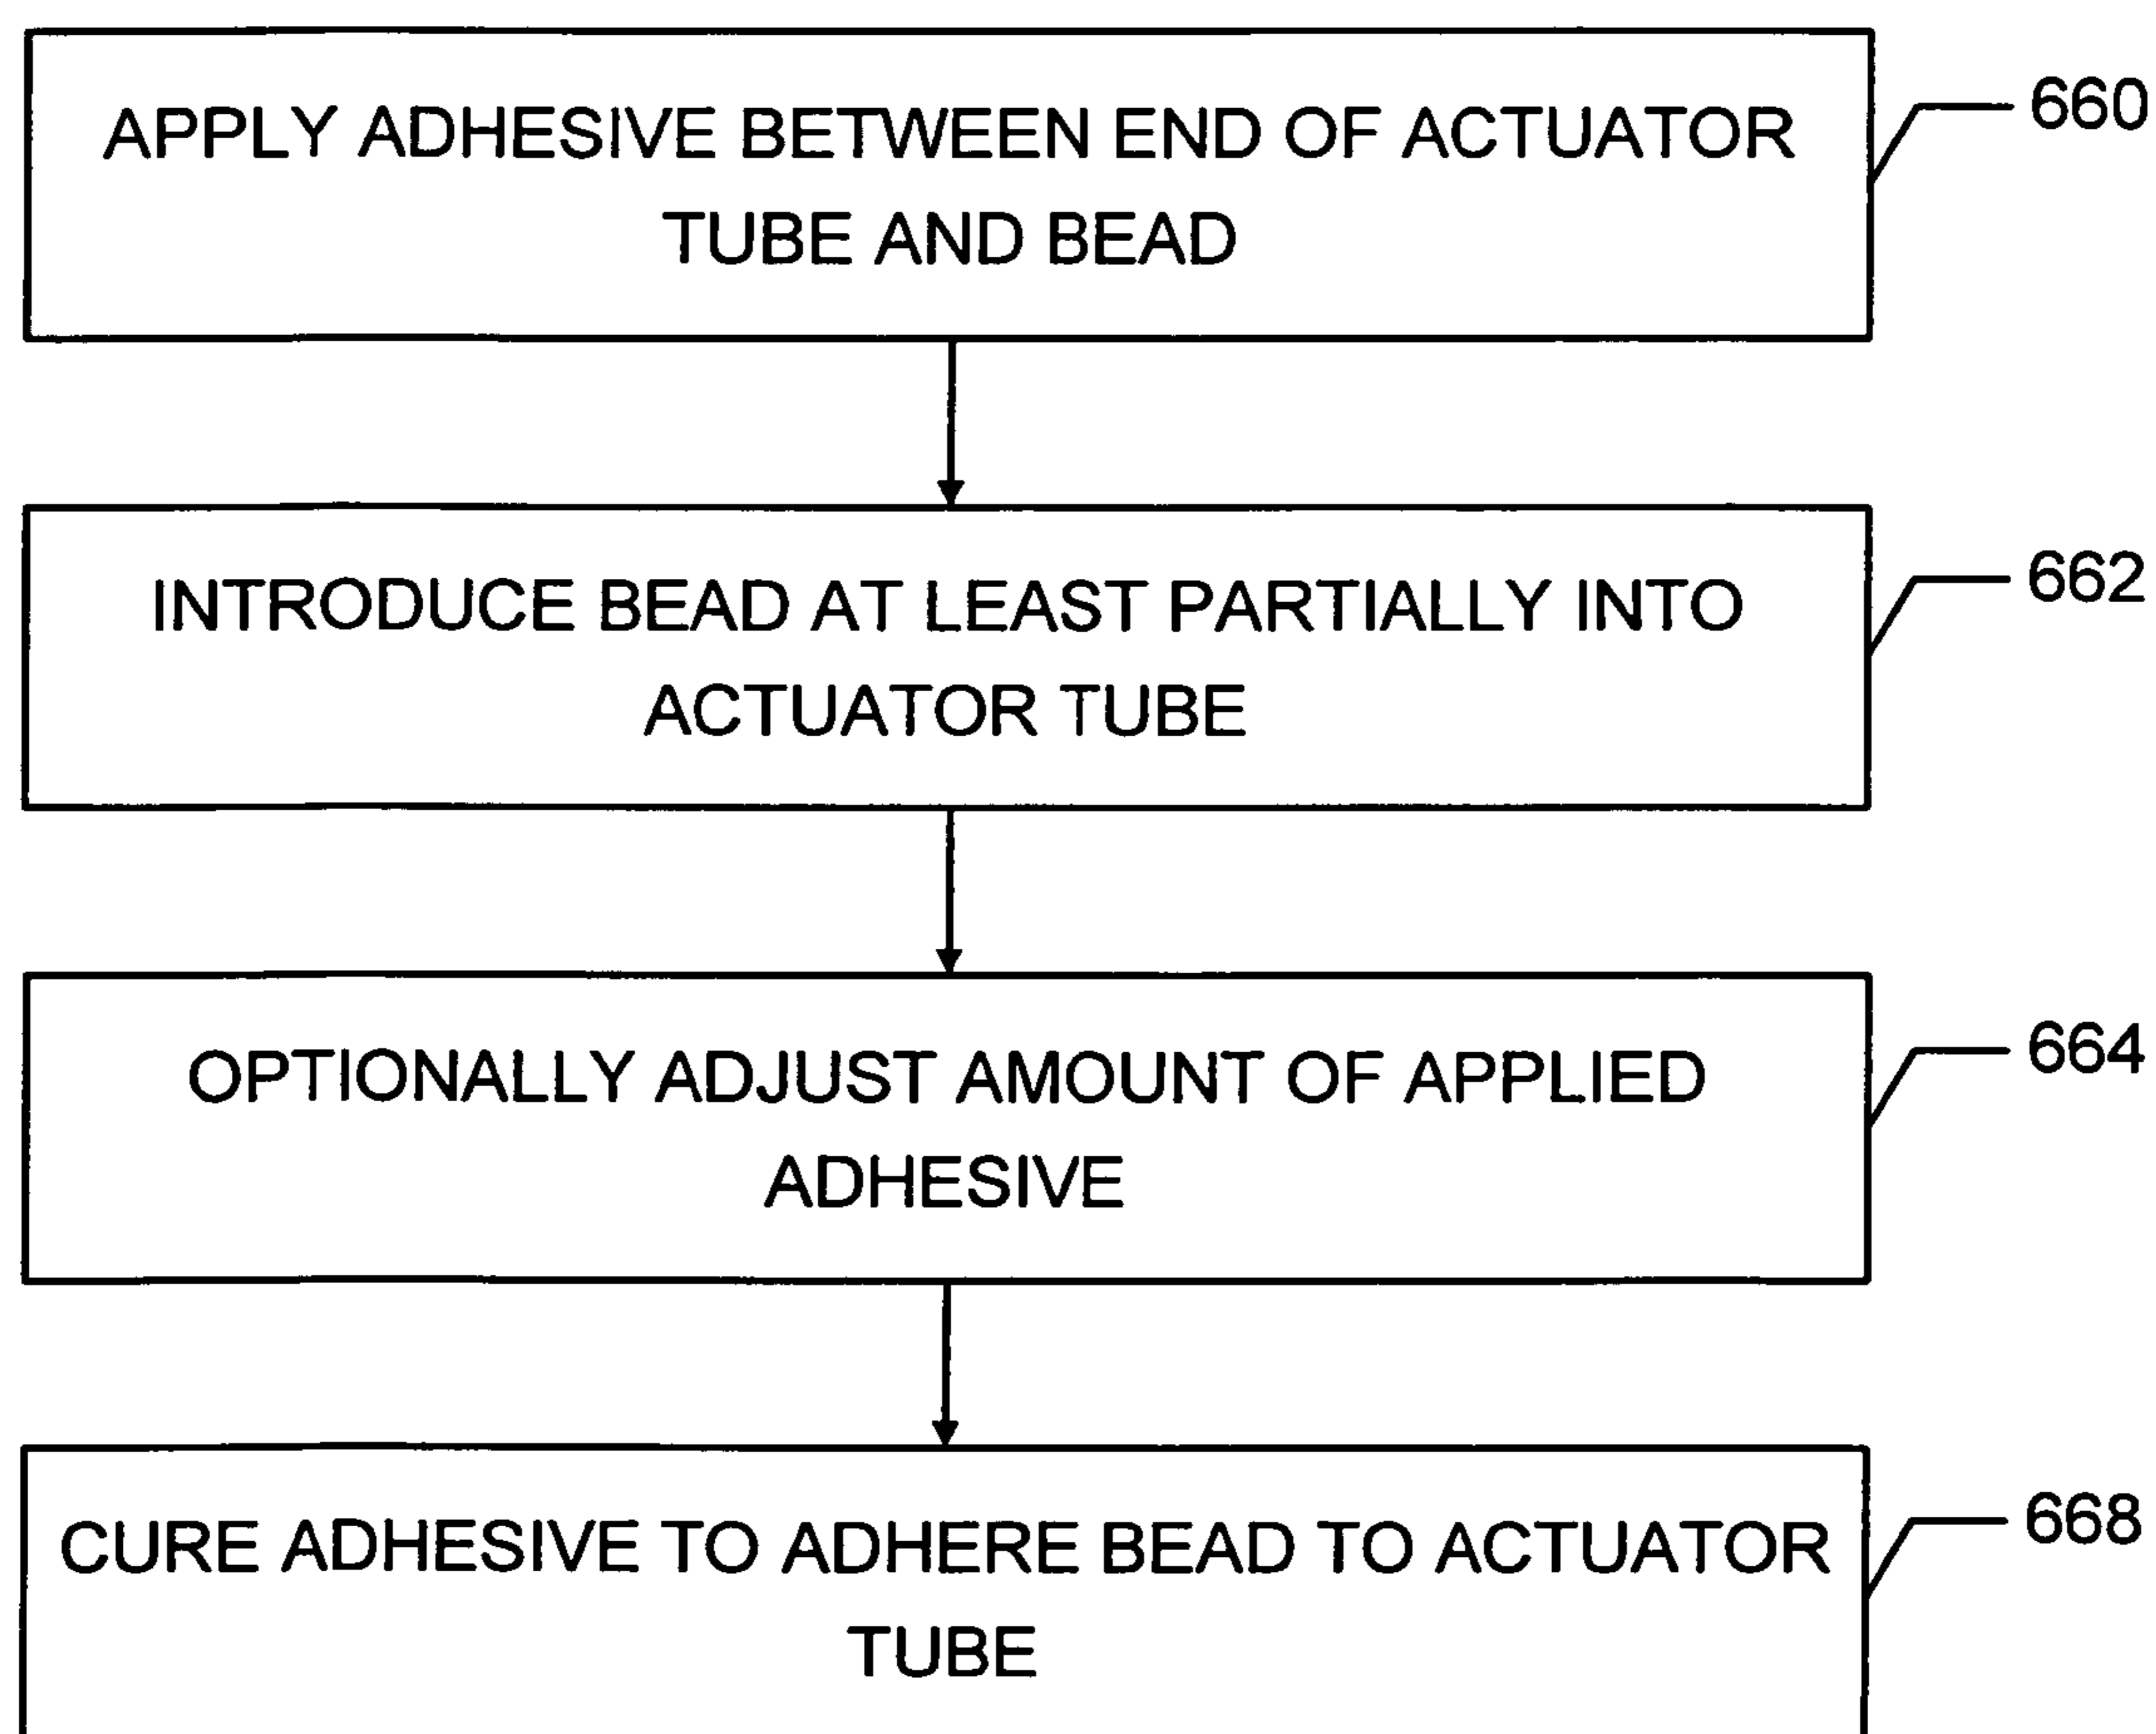 APPLY ADHESIVE BETWEEN END OF ACTUATOR
TUBE AND BEAD
660
INTRODUCE BEAD AT LEAST PARTIALLY INTO
ACTUATOR TUBE
662
OPTIONALLY ADJUST AMOUNT OF APPLIED
ADHESIVE
664
CURE ADHESIVE TO ADHERE BEAD TO ACTUATOR
TUBE
668